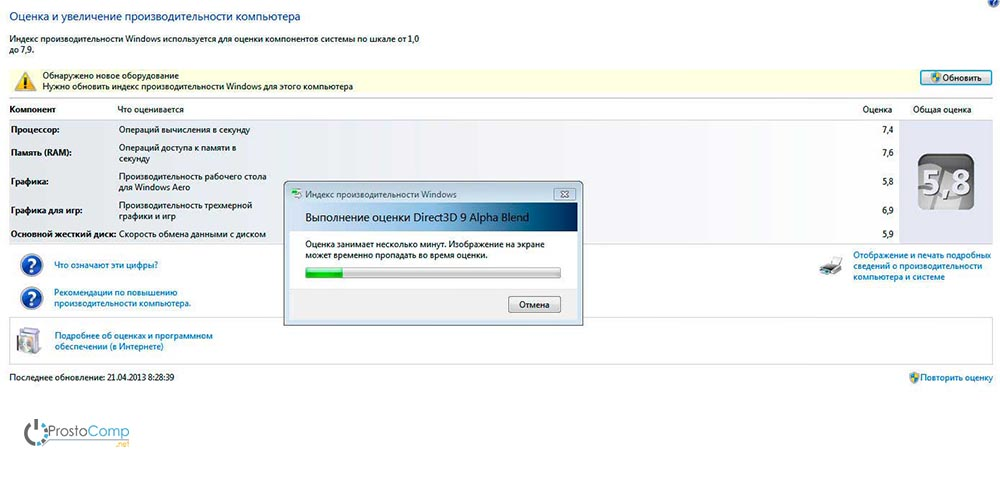 Оценка и увеличение производительности компьютера
Индекс производительности Windows используется для оценки компонентов системы по шкале от 1,0
до 7,9.
Обнаружено новое оборудование
Нужно обновить индекс производительности Windows для этого компьютера
Обновить
Компонент Что оценивается Оценка Общая оценка
Процессор: Операций вычисления в секунду 7,4
Память (RAM): Операций доступа к памяти в
секунду 7,6
Графика: Производительность рабочего стола
для Windows Aero 5,8
Графика для игр: Производительность трехмерной
графики и игр 6,9
Основной жесткий диск: Скорость обмена данными с диском 5,9
5,8
Индекс производительности Windows
Выполнение оценки Direct3D 9 Alpha Blend
Оценка занимает несколько минут. Изображение на экране
может временно пропадать во время оценки.
Отмена
Что означают эти цифры?
Рекомендации по повышению
производительности компьютера.
Отображение и печать подробных
сведений о производительности
компьютера и системе
Подробнее об оценках и программном
обеспечении (в Интернете)
Последнее обновление: 21.04.2013 8:28:39
Повторить оценку
ProstoComp
.net